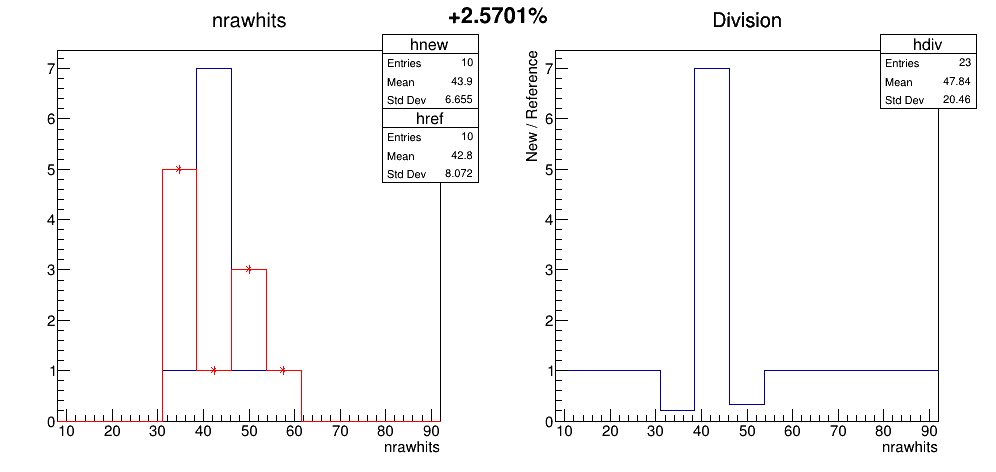 +2.5701%
nrawhits
hnew
Entries 10
Mean 43.9
Std Dev 6.655
href
Entries 10
Mean 42.8
Std Dev 8.072
7
6
5
4
3
2
1
0
10 20 30 40 50 60 70 80 90
nrawhits
Division
hdiv
Entries 23
Mean 47.84
Std Dev 20.46
New / Reference
7
6
5
4
3
2
1
0
10 20 30 40 50 60 70 80 90
nrawhits